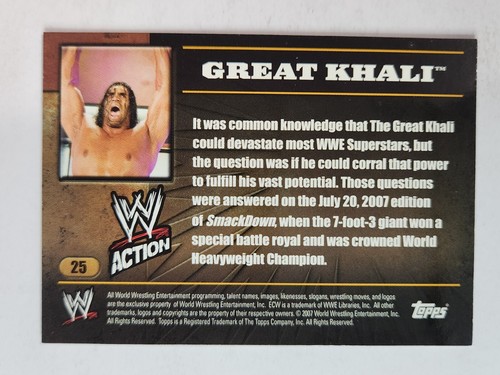 GREAT KHALI™
It was common knowledge that The Great Khali
could devastate most WWE Superstars, but
the question was if he could corral that power
to fulfill his vast potential. Those questions
were answered on the July 20, 2007 edition
of SmackDown, when the 7-foot-3 giant won a
special battle royal and was crowned World
Heavyweight Champion.
W
ACTION
25
W
All World Wrestling Entertainment programming, talent names, images, likenesses, slogans, wrestling moves, and logos
are the exclusive property of World Wrestling Entertainment, Inc. ECW is a trademark of WWE Libraries, Inc. All other
trademarks, logos and copyrights are the property of their respective owners. © 2007 World Wrestling Entertainment, Inc.
All Rights Reserved. Topps is a Registered Trademark of The Topps Company, Inc. All Rights Reserved.
Topps